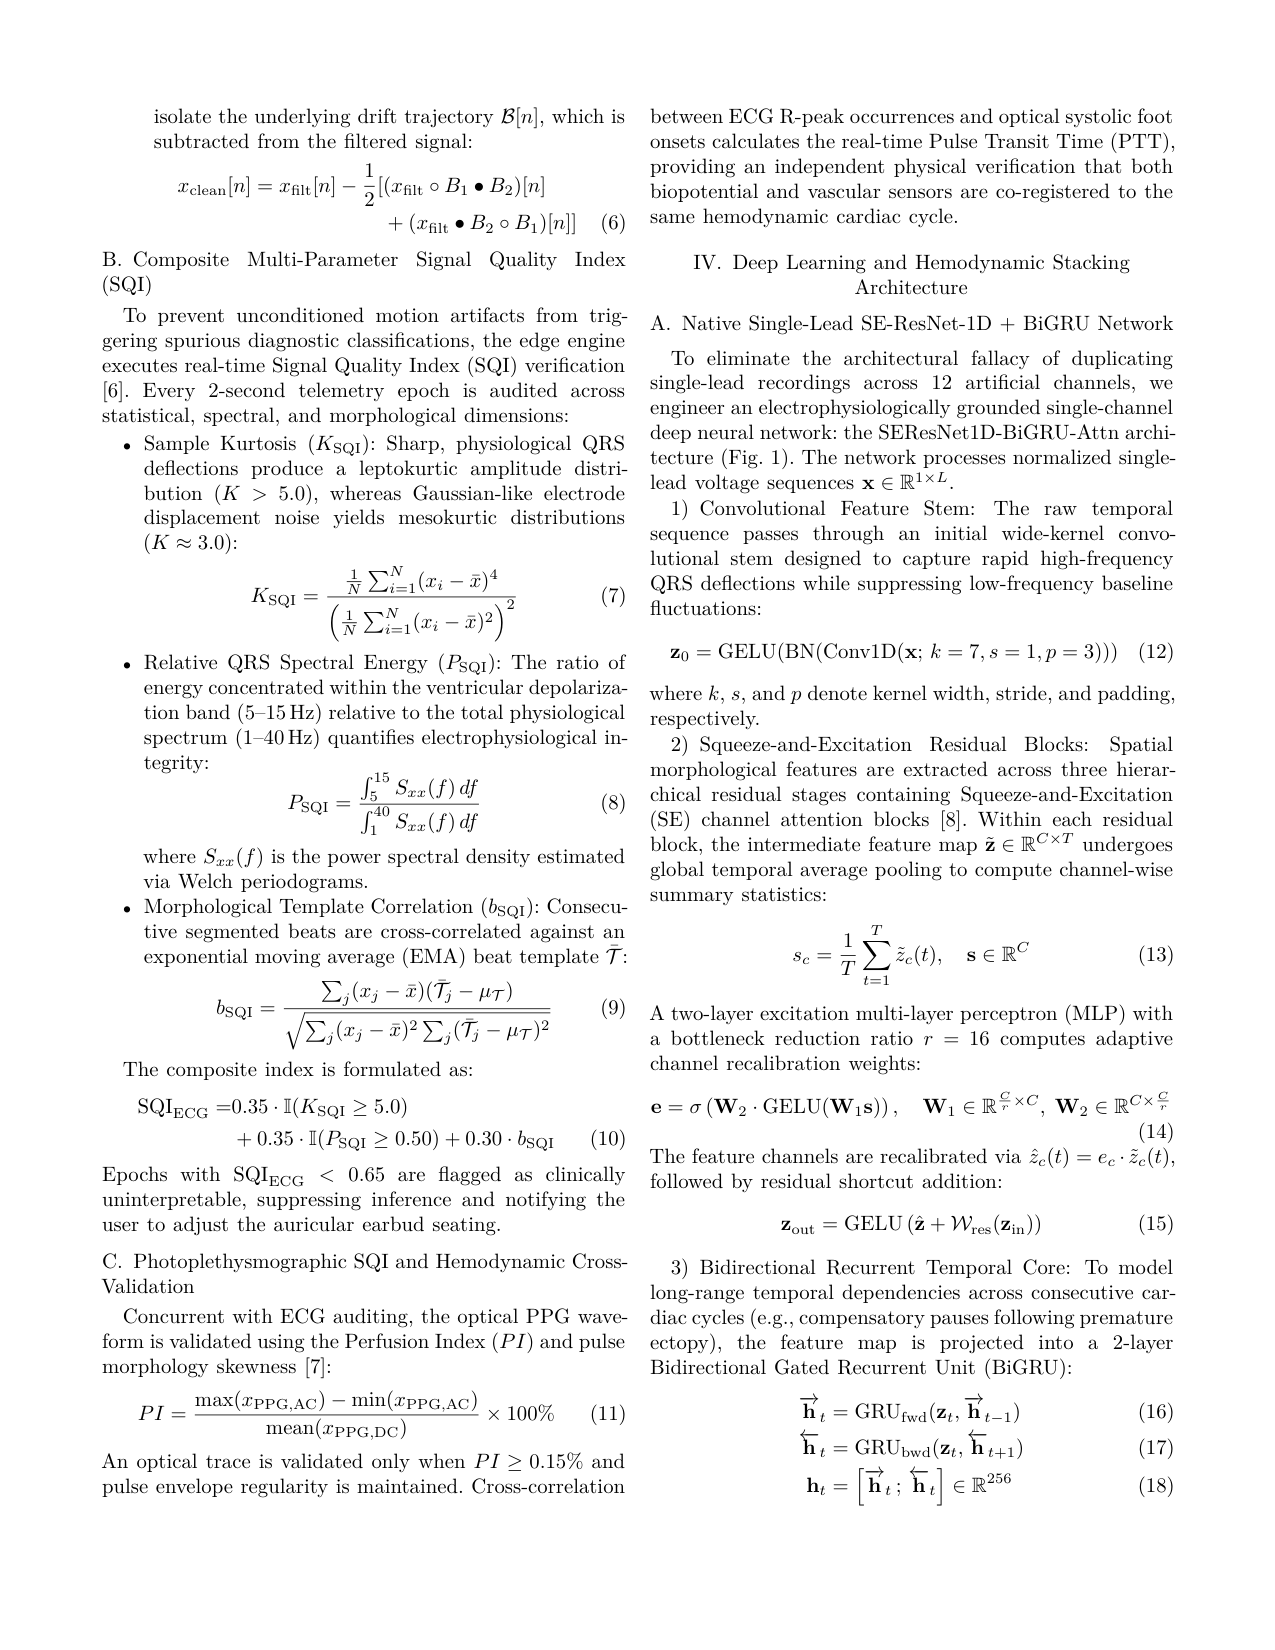 isolate the underlying drift trajectory ℬ[n], which is
subtracted from the filtered signal:
x_clean[n] = x_filt[n] − 1/2[(x_filt ∘ B₁ • B₂)[n]
+ (x_filt • B₂ ∘ B₁)[n]] (6)
B. Composite Multi-Parameter Signal Quality Index
(SQI)
To prevent unconditioned motion artifacts from trig-
gering spurious diagnostic classifications, the edge engine
executes real-time Signal Quality Index (SQI) verification
[6]. Every 2-second telemetry epoch is audited across
statistical, spectral, and morphological dimensions:
• Sample Kurtosis (K_SQI): Sharp, physiological QRS
deflections produce a leptokurtic amplitude distri-
bution (K > 5.0), whereas Gaussian-like electrode
displacement noise yields mesokurtic distributions
(K ≈ 3.0):
K_SQI = (1/N ∑_{i=1}^{N}(x_i − x̄)⁴) / (1/N ∑_{i=1}^{N}(x_i − x̄)²)² (7)
• Relative QRS Spectral Energy (P_SQI): The ratio of
energy concentrated within the ventricular depolariza-
tion band (5–15 Hz) relative to the total physiological
spectrum (1–40 Hz) quantifies electrophysiological in-
tegrity:
P_SQI = ∫_5^15 S_xx(f) df / ∫_1^40 S_xx(f) df (8)
where S_xx(f) is the power spectral density estimated
via Welch periodograms.
• Morphological Template Correlation (b_SQI): Consecu-
tive segmented beats are cross-correlated against an
exponential moving average (EMA) beat template 𝒯̄:
b_SQI = ∑_j(x_j − x̄)(𝒯̄_j − μ_𝒯) / √(∑_j(x_j − x̄)² ∑_j(𝒯̄_j − μ_𝒯)²) (9)
The composite index is formulated as:
SQI_ECG =0.35 · 𝕀(K_SQI ≥ 5.0)
+ 0.35 · 𝕀(P_SQI ≥ 0.50) + 0.30 · b_SQI (10)
Epochs with SQI_ECG < 0.65 are flagged as clinically
uninterpretable, suppressing inference and notifying the
user to adjust the auricular earbud seating.
C. Photoplethysmographic SQI and Hemodynamic Cross-
Validation
Concurrent with ECG auditing, the optical PPG wave-
form is validated using the Perfusion Index (PI) and pulse
morphology skewness [7]:
PI = (max(x_PPG,AC) − min(x_PPG,AC)) / mean(x_PPG,DC) × 100% (11)
An optical trace is validated only when PI ≥ 0.15% and
pulse envelope regularity is maintained. Cross-correlation
between ECG R-peak occurrences and optical systolic foot
onsets calculates the real-time Pulse Transit Time (PTT),
providing an independent physical verification that both
biopotential and vascular sensors are co-registered to the
same hemodynamic cardiac cycle.
IV. Deep Learning and Hemodynamic Stacking
Architecture
A. Native Single-Lead SE-ResNet-1D + BiGRU Network
To eliminate the architectural fallacy of duplicating
single-lead recordings across 12 artificial channels, we
engineer an electrophysiologically grounded single-channel
deep neural network: the SEResNet1D-BiGRU-Attn archi-
tecture (Fig. 1). The network processes normalized single-
lead voltage sequences x ∈ ℝ^{1×L}.
1) Convolutional Feature Stem: The raw temporal
sequence passes through an initial wide-kernel convo-
lutional stem designed to capture rapid high-frequency
QRS deflections while suppressing low-frequency baseline
fluctuations:
z₀ = GELU(BN(Conv1D(x; k = 7, s = 1, p = 3))) (12)
where k, s, and p denote kernel width, stride, and padding,
respectively.
2) Squeeze-and-Excitation Residual Blocks: Spatial
morphological features are extracted across three hierar-
chical residual stages containing Squeeze-and-Excitation
(SE) channel attention blocks [8]. Within each residual
block, the intermediate feature map z̃ ∈ ℝ^{C×T} undergoes
global temporal average pooling to compute channel-wise
summary statistics:
s_c = 1/T ∑_{t=1}^{T} z̃_c(t), s ∈ ℝ^C (13)
A two-layer excitation multi-layer perceptron (MLP) with
a bottleneck reduction ratio r = 16 computes adaptive
channel recalibration weights:
e = σ (W₂ · GELU(W₁s)) , W₁ ∈ ℝ^{C/r × C}, W₂ ∈ ℝ^{C × C/r}
(14)
The feature channels are recalibrated via ẑ_c(t) = e_c · z̃_c(t),
followed by residual shortcut addition:
z_out = GELU (ẑ + 𝒲_res(z_in)) (15)
3) Bidirectional Recurrent Temporal Core: To model
long-range temporal dependencies across consecutive car-
diac cycles (e.g., compensatory pauses following premature
ectopy), the feature map is projected into a 2-layer
Bidirectional Gated Recurrent Unit (BiGRU):
h⃗_t = GRU_fwd(z_t, h⃗_{t−1}) (16)
h⃖_t = GRU_bwd(z_t, h⃖_{t+1}) (17)
h_t = [h⃗_t ; h⃖_t] ∈ ℝ^256 (18)